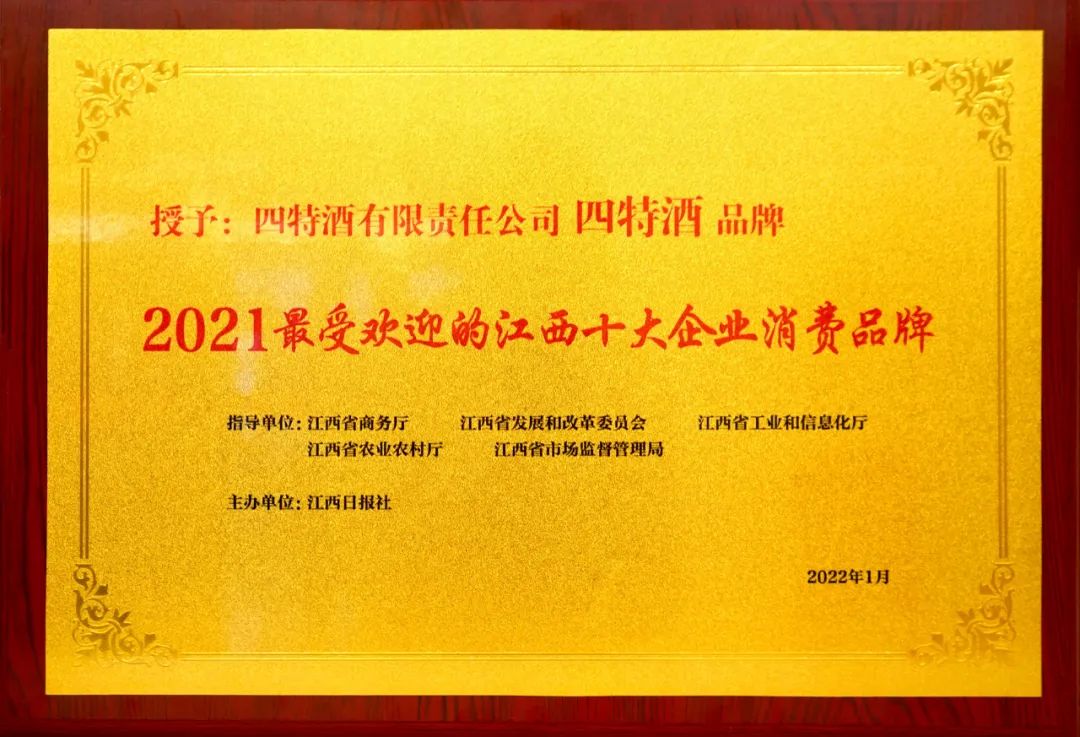 授予：四特酒有限责任公司 四特酒 品牌
2021最受欢迎的江西十大企业消费品牌
指导单位：江西省商务厅 江西省发展和改革委员会 江西省工业和信息化厅
江西省农业农村厅 江西省市场监督管理局
主办单位：江西日报社
2022年1月